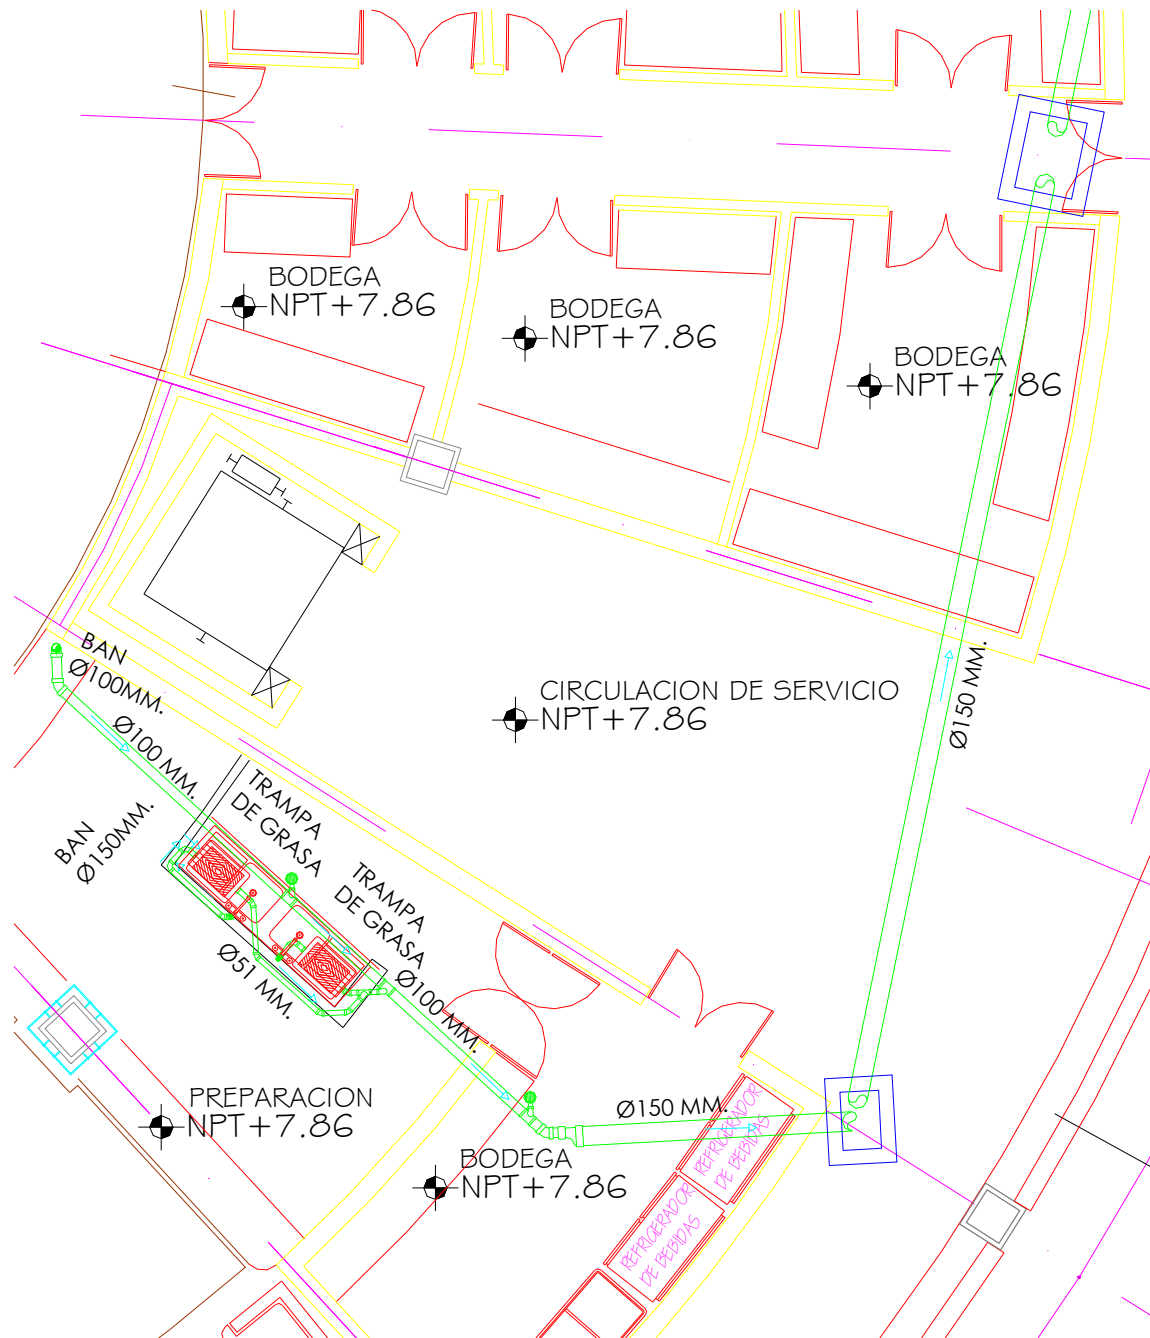 BODEGA
NPT+7.86
BODEGA
NPT+7.86
BODEGA
NPT+7.86
BAN
Ø100MM.
Ø100 MM.
CIRCULACION DE SERVICIO
NPT+7.86
Ø150 MM.
TRAMPA
DE GRASA
BAN
Ø150MM.
TRAMPA
DE GRASA
Ø51 MM.
Ø100 MM.
PREPARACION
NPT+7.86
Ø150 MM.
REFRIGERADOR
DE BEBIDAS
BODEGA
NPT+7.86
REFRIGERADOR
DE BEBIDAS